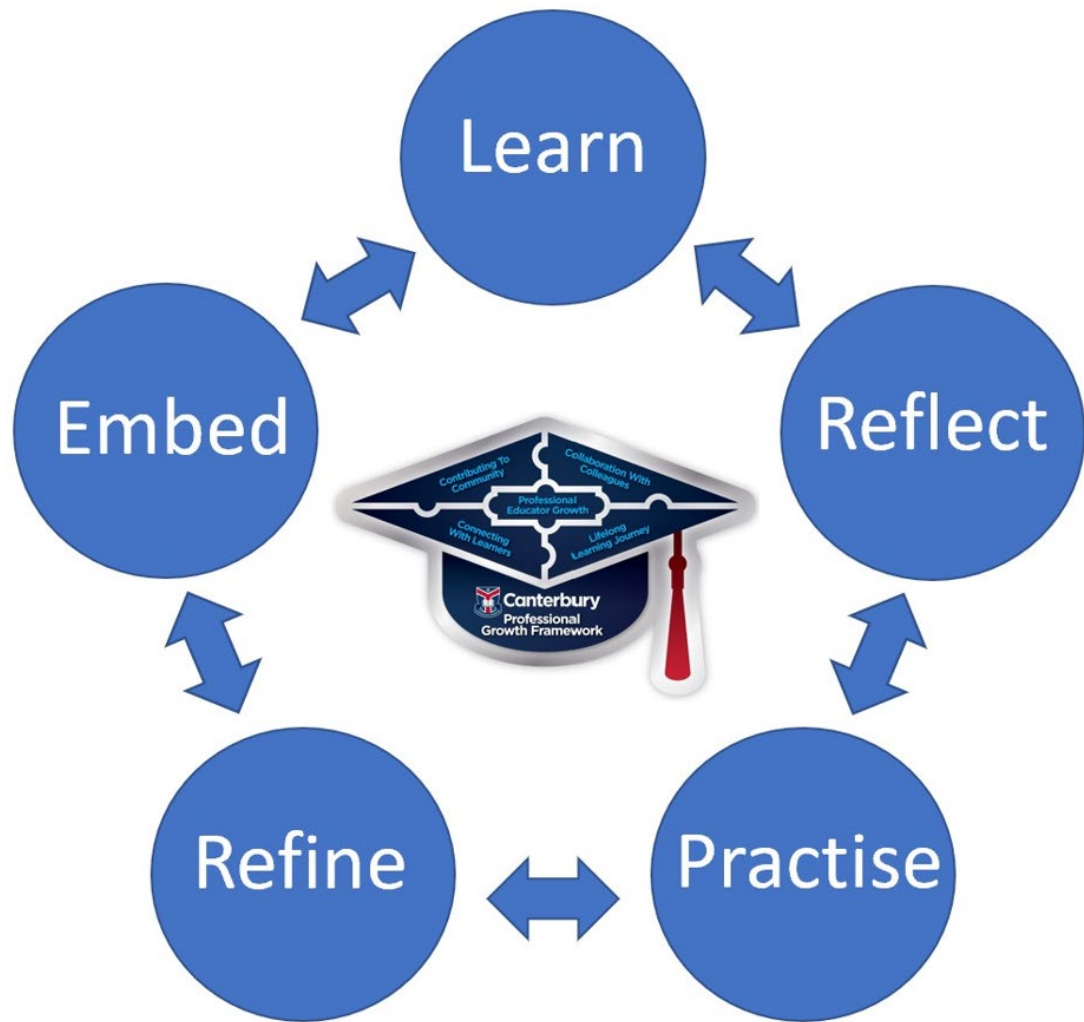 Learn
Embed
Reflect
Contributing To
Community
Collaboration With
Colleagues
Professional
Educator Growth
Connecting
With Learners
Lifelong
Learning Journey
Canterbury
Professional
Growth Framework
Refine
Practise